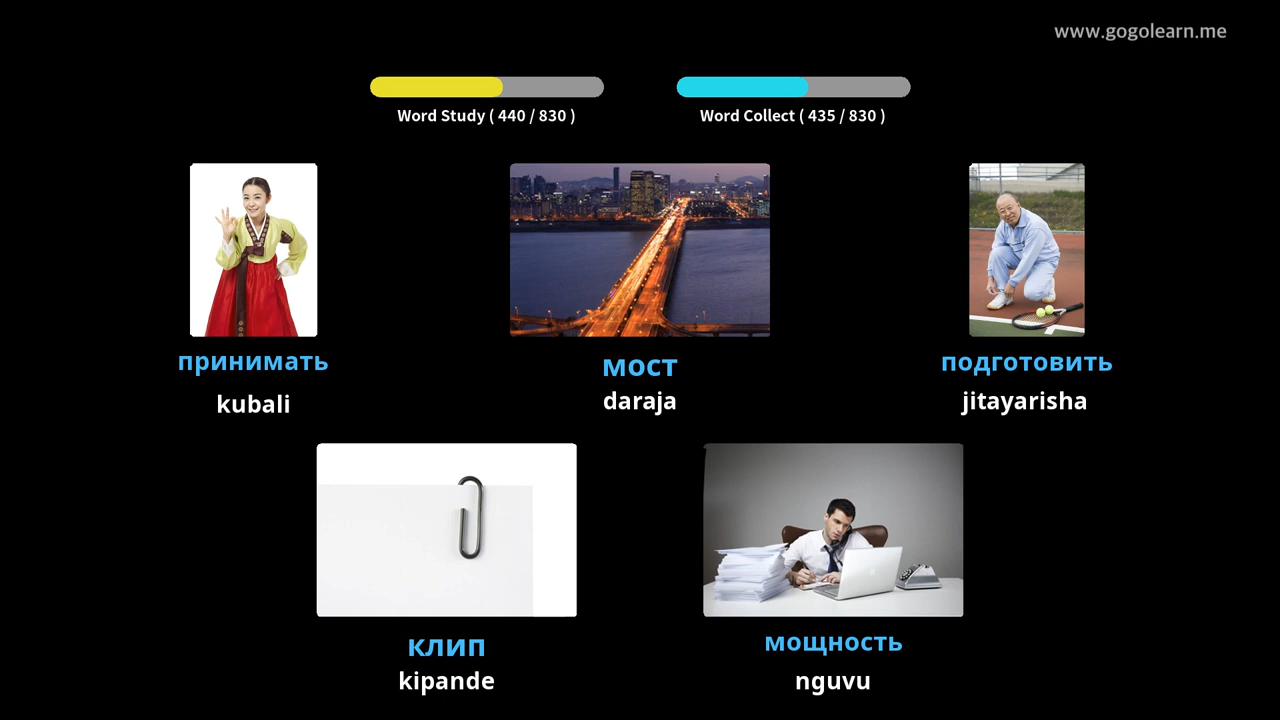 www.gogolearn.me
Word Study ( 440 / 830 )
Word Collect ( 435 / 830 )
принимать
kubali
мост
daraja
подготовить
jitayarisha
клип
kipande
мощность
nguvu